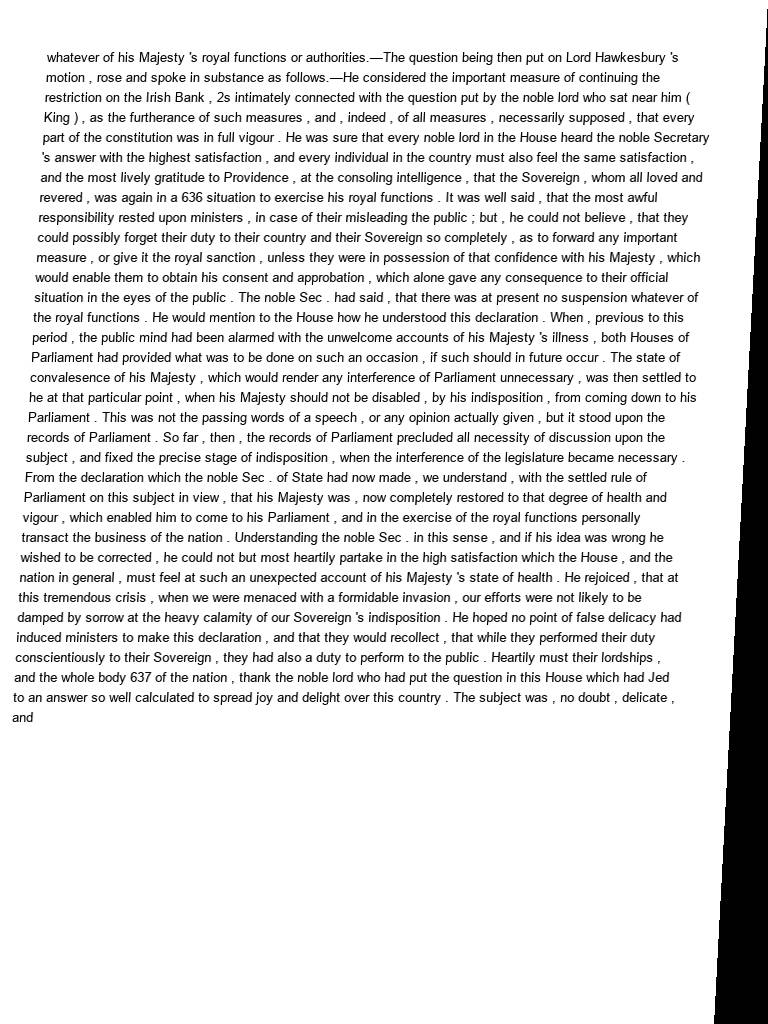 whatever of his Majesty 's royal functions or authorities.—The question being then put on Lord Hawkesbury 's
motion , rose and spoke in substance as follows.—He considered the important measure of continuing the
restriction on the Irish Bank , 2s intimately connected with the question put by the noble lord who sat near him (
King ) , as the furtherance of such measures , and , indeed , of all measures , necessarily supposed , that every
part of the constitution was in full vigour . He was sure that every noble lord in the House heard the noble Secretary
's answer with the highest satisfaction , and every individual in the country must also feel the same satisfaction ,
and the most lively gratitude to Providence , at the consoling intelligence , that the Sovereign , whom all loved and
revered , was again in a 636 situation to exercise his royal functions . It was well said , that the most awful
responsibility rested upon ministers , in case of their misleading the public ; but , he could not believe , that they
could possibly forget their duty to their country and their Sovereign so completely , as to forward any important
measure , or give it the royal sanction , unless they were in possession of that confidence with his Majesty , which
would enable them to obtain his consent and approbation , which alone gave any consequence to their official
situation in the eyes of the public . The noble Sec . had said , that there was at present no suspension whatever of
the royal functions . He would mention to the House how he understood this declaration . When , previous to this
period , the public mind had been alarmed with the unwelcome accounts of his Majesty 's illness , both Houses of
Parliament had provided what was to be done on such an occasion , if such should in future occur . The state of
convalesence of his Majesty , which would render any interference of Parliament unnecessary , was then settled to
he at that particular point , when his Majesty should not be disabled , by his indisposition , from coming down to his
Parliament . This was not the passing words of a speech , or any opinion actually given , but it stood upon the
records of Parliament . So far , then , the records of Parliament precluded all necessity of discussion upon the
subject , and fixed the precise stage of indisposition , when the interference of the legislature became necessary .
From the declaration which the noble Sec . of State had now made , we understand , with the settled rule of
Parliament on this subject in view , that his Majesty was , now completely restored to that degree of health and
vigour , which enabled him to come to his Parliament , and in the exercise of the royal functions personally
transact the business of the nation . Understanding the noble Sec . in this sense , and if his idea was wrong he
wished to be corrected , he could not but most heartily partake in the high satisfaction which the House , and the
nation in general , must feel at such an unexpected account of his Majesty 's state of health . He rejoiced , that at
this tremendous crisis , when we were menaced with a formidable invasion , our efforts were not likely to be
damped by sorrow at the heavy calamity of our Sovereign 's indisposition . He hoped no point of false delicacy had
induced ministers to make this declaration , and that they would recollect , that while they performed their duty
conscientiously to their Sovereign , they had also a duty to perform to the public . Heartily must their lordships ,
and the whole body 637 of the nation , thank the noble lord who had put the question in this House which had Jed
to an answer so well calculated to spread joy and delight over this country . The subject was , no doubt , delicate ,
and